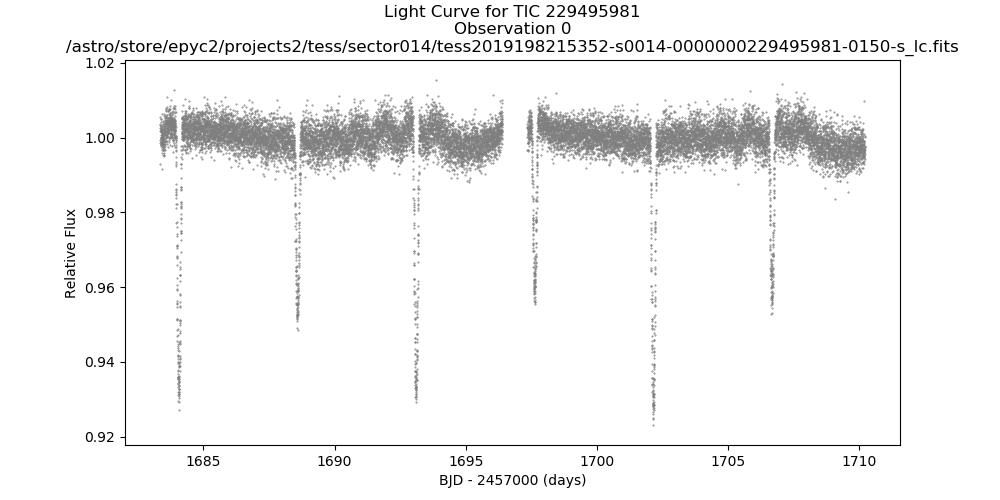 Light Curve for TIC 229495981
Observation 0
/astro/store/epyc2/projects2/tess/sector014/tess2019198215352-s0014-0000000229495981-0150-s_lc.fits
1.02
1.00
0.98
0.96
0.94
0.92
Relative Flux
1685
1690
1695
1700
1705
1710
BJD - 2457000 (days)